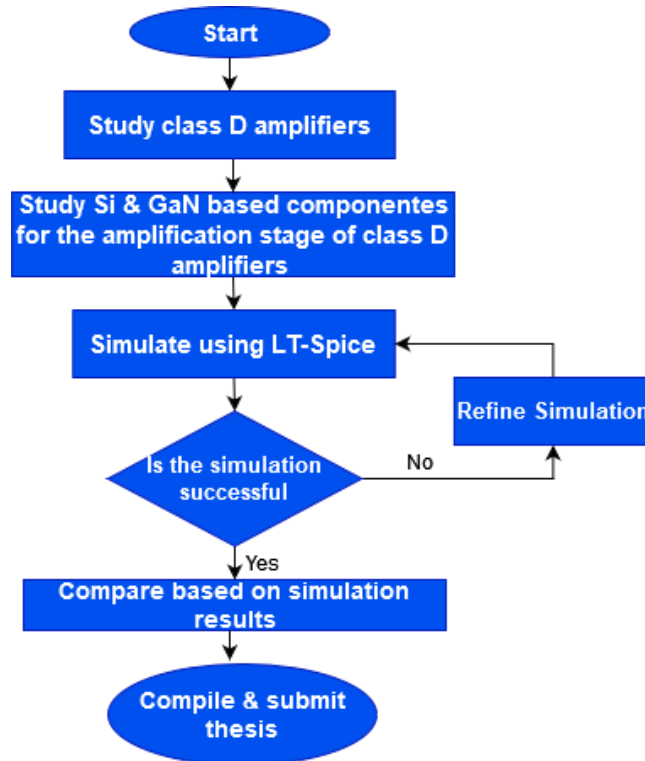 Start
Study class D amplifiers
Study Si & GaN based componentes
for the amplification stage of class D
amplifiers
Simulate using LT-Spice
Refine Simulation
Is the simulation
successful
No
Yes
Compare based on simulation
results
Compile & submit
thesis